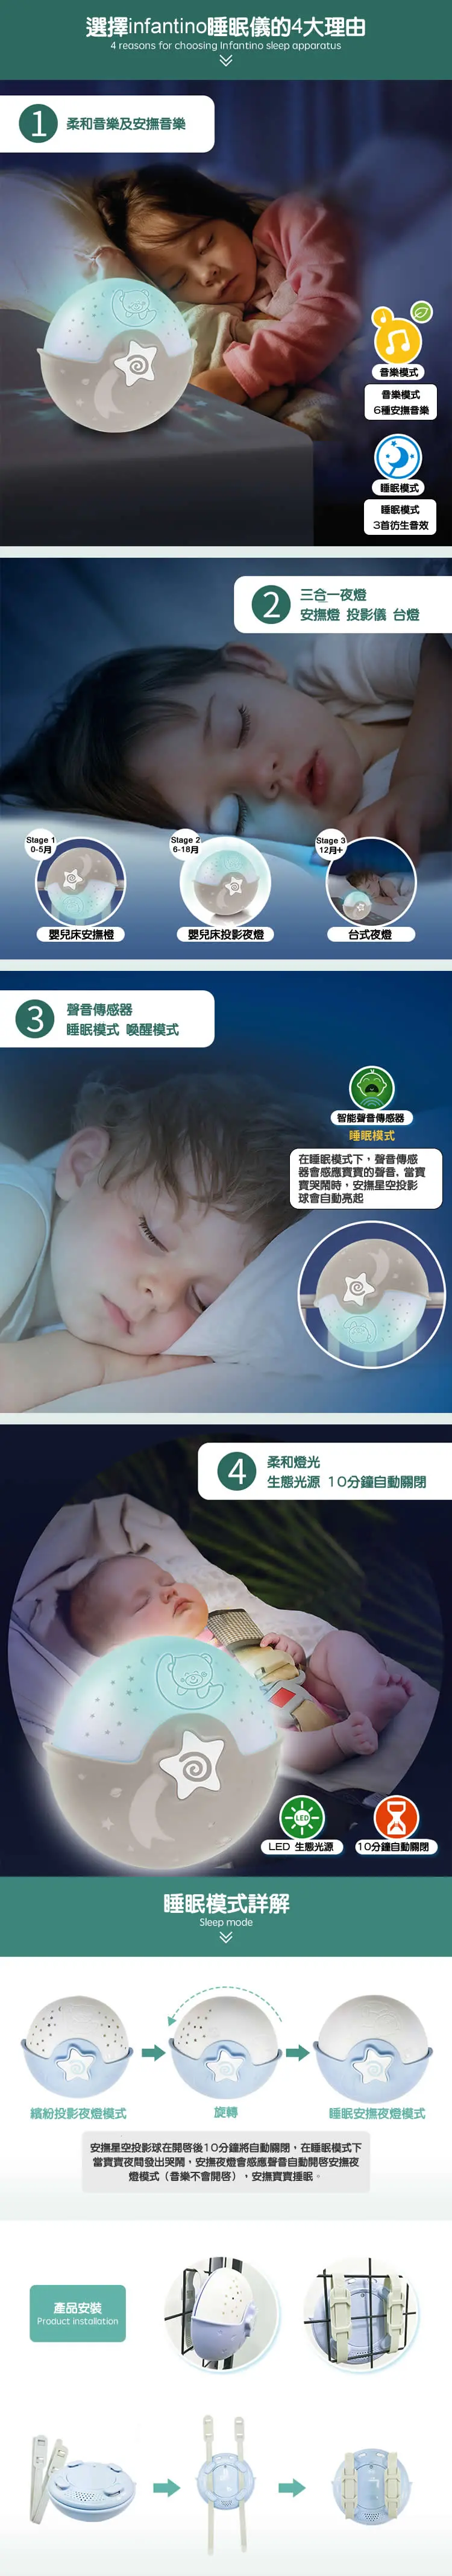 選擇infantino睡眠儀的4大理由
4 reasons for choosing Infantino sleep apparatus
1
柔和音樂及安撫音樂
音樂模式
音樂模式
6種安撫音樂
睡眠模式
睡眠模式
3首彷生音效
2
三合一夜燈
安撫燈 投影儀 台燈
Stage 1
0-5月
嬰兒床安撫橙
Stage 2
6-18月
嬰兒床投影夜燈
Stage 3
12月+
台式夜燈
3
聲音傳感器
睡眠模式 喚醒模式
智能聲音傳感器
睡眠模式
在睡眠模式下，聲音傳感
器會感應寶寶的聲音, 當寶
寶哭鬧時，安撫星空投影
球會自動亮起
4
柔和燈光
生態光源 10分鐘自動關閉
LED
LED 生態光源
10分鐘自動關閉
睡眠模式詳解
Sleep mode
繽紛投影夜燈模式
旋轉
睡眠安撫夜燈模式
安撫星空投影球在開啓後10分鐘將自動關閉，在睡眠模式下
當寶寶夜間發出哭鬧，安撫夜燈會感應聲音自動開啓安撫夜
燈模式（音樂不會開啓），安撫寶寶捶眠。
產品安裝
Product installation